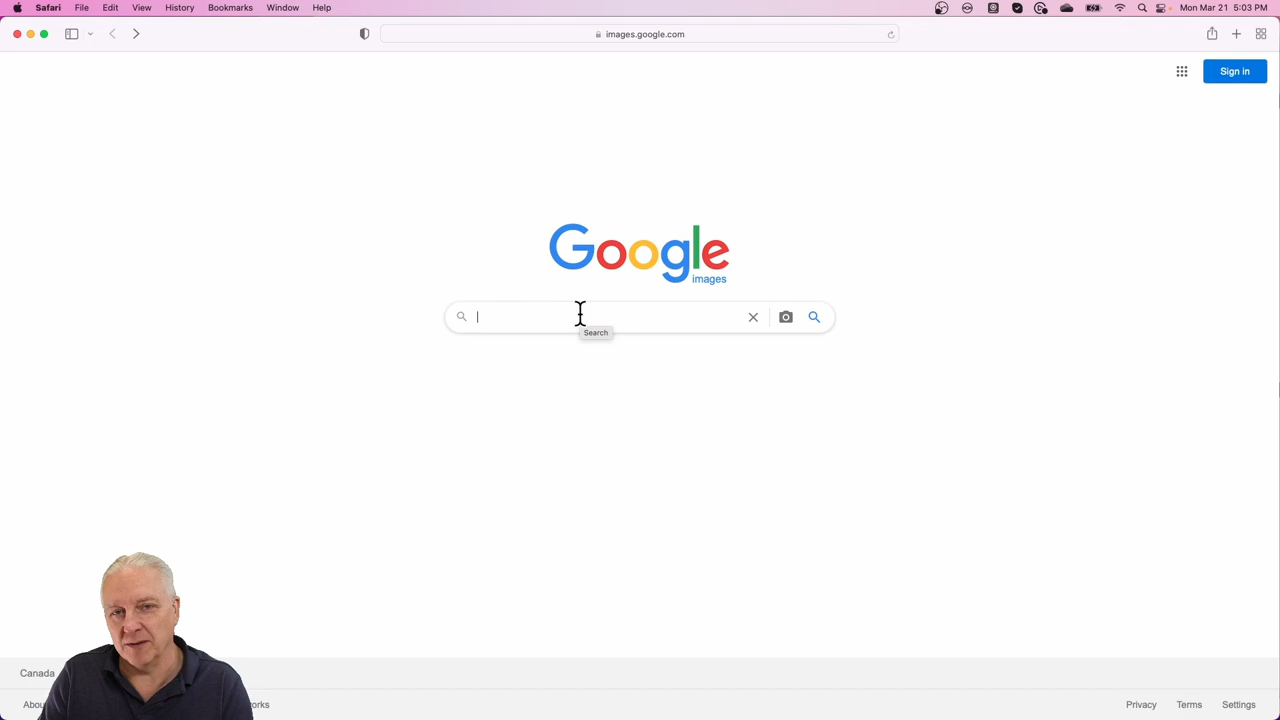 Safari File Edit View History Bookmarks Window Help Mon Mar 21 5:03 PM
images.google.com
Sign in
Google
images
Search
Canada
Privacy Terms Settings